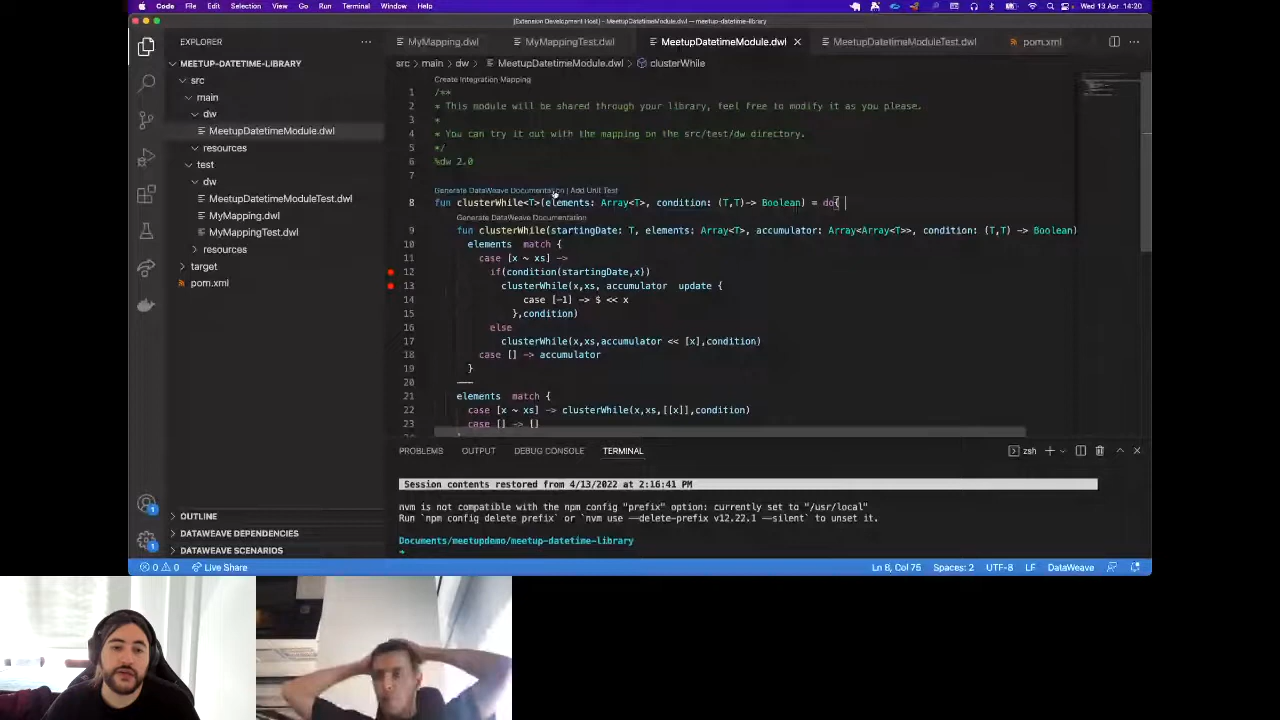 Code File Edit Selection View Go Run Terminal Window Help
Wed 13 Apr 14:20
[Extension Development Host] - MeetupDatetimeModule.dwl — meetup-datetime-library
EXPLORER
MyMapping.dwl
MyMappingTest.dwl
MeetupDatetimeModule.dwl
MeetupDatetimeModuleTest.dwl
pom.xml
MEETUP-DATETIME-LIBRARY
src > main > dw > MeetupDatetimeModule.dwl > clusterWhile
src
main
dw
MeetupDatetimeModule.dwl
resources
test
dw
MeetupDatetimeModuleTest.dwl
MyMapping.dwl
MyMappingTest.dwl
resources
target
pom.xml
Create Integration Mapping
1 /**
2 * This module will be shared through your library, feel free to modify it as you please.
3 *
4 * You can try it out with the mapping on the src/test/dw directory.
5 */
6 %dw 2.0
7
Generate DataWeave Documentation | Add Unit Test
8 fun clusterWhile<T>(elements: Array<T>, condition: (T,T)-> Boolean) = do{
Generate DataWeave Documentation
9 fun clusterWhile(startingDate: T, elements: Array<T>, accumulator: Array<Array<T>>, condition: (T,T) -> Boolean)
10 elements match {
11 case [x ~ xs] ->
12 if(condition(startingDate,x))
13 clusterWhile(x,xs, accumulator update {
14 case [-1] -> $ << x
15 },condition)
16 else
17 clusterWhile(x,xs,accumulator << [x],condition)
18 case [] -> accumulator
19 }
20 ---
21 elements match {
22 case [x ~ xs] -> clusterWhile(x,xs,[[x]],condition)
23 case [] -> []
PROBLEMS OUTPUT DEBUG CONSOLE TERMINAL
zsh
Session contents restored from 4/13/2022 at 2:16:41 PM
nvm is not compatible with the npm config "prefix" option: currently set to "/usr/local"
Run `npm config delete prefix` or `nvm use --delete-prefix v12.22.1 --silent` to unset it.
Documents/meetupdemo/meetup-datetime-library
OUTLINE
DATAWEAVE DEPENDENCIES
DATAWEAVE SCENARIOS
1
1
0 0 Live Share
Ln 8, Col 75 Spaces: 2 UTF-8 LF DataWeave